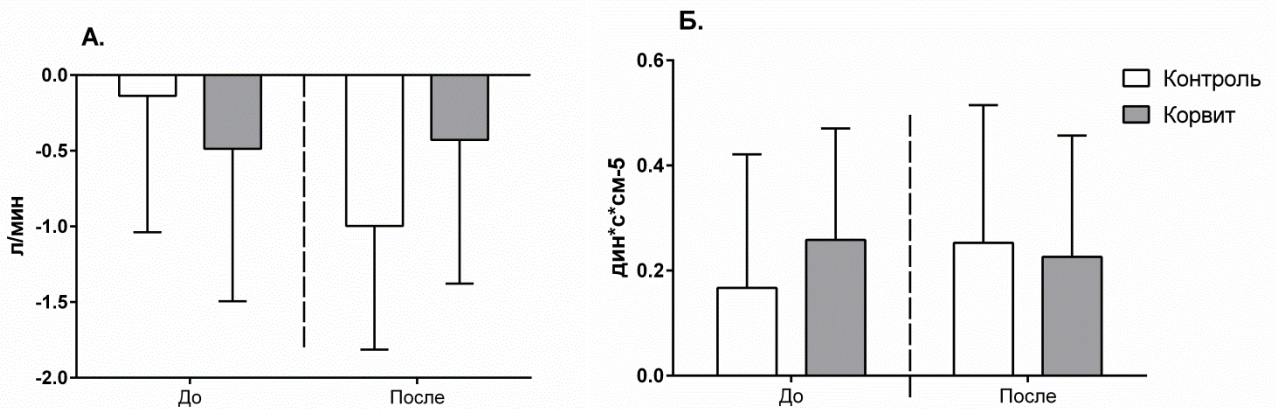 А.
л/мин
0.0
-0.5
-1.0
-1.5
-2.0
До
После
Б.
дин*с*см-5
0.6
0.4
0.2
0.0
До
После
Контроль
Корвит